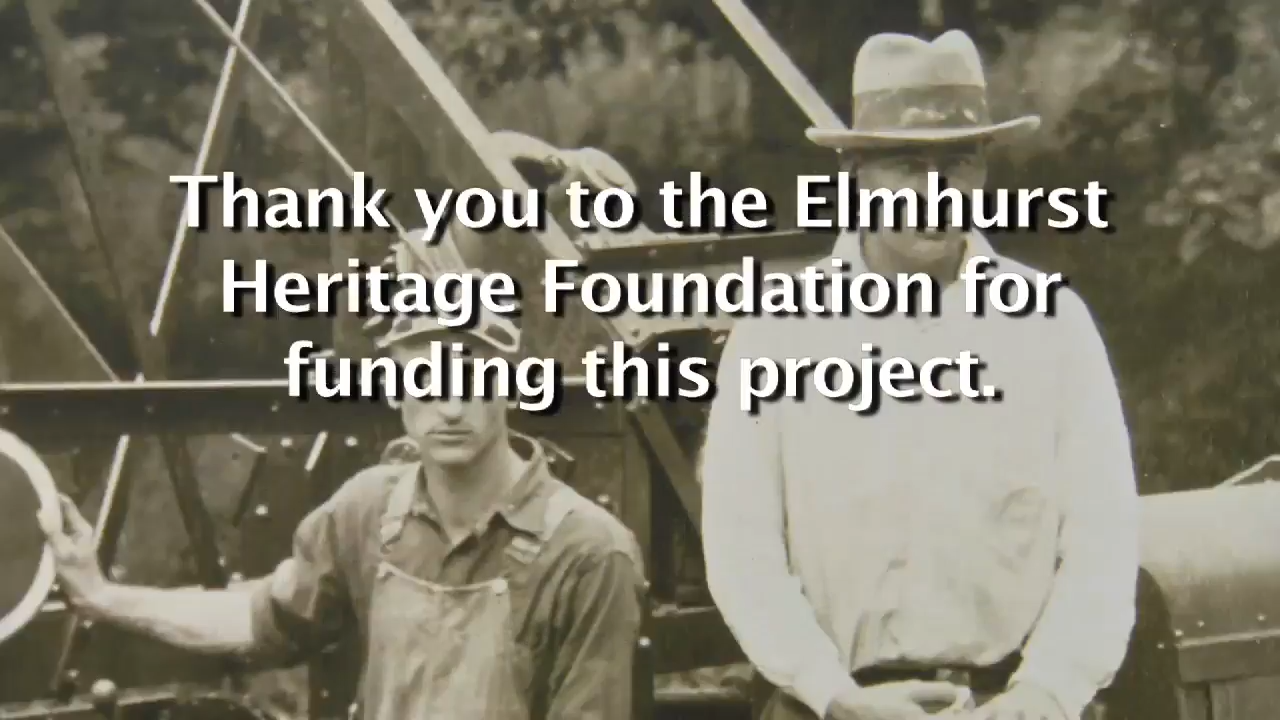 Thank you to the Elmhurst
Heritage Foundation for
funding this project.